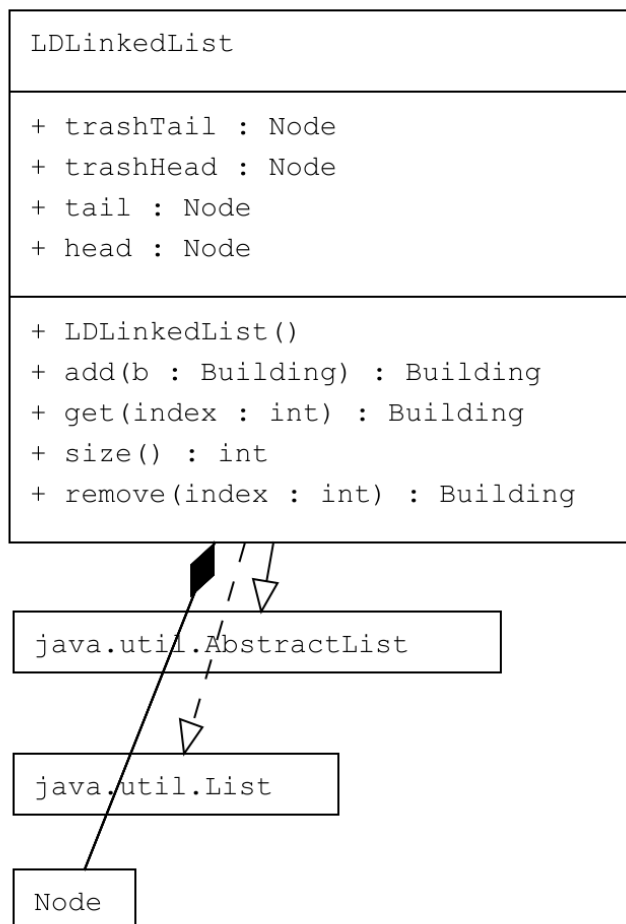 LDLinkedList
+ trashTail : Node
+ trashHead : Node
+ tail : Node
+ head : Node
+ LDLinkedList()
+ add(b : Building) : Building
+ get(index : int) : Building
+ size() : int
+ remove(index : int) : Building
java.util.AbstractList
java.util.List
Node